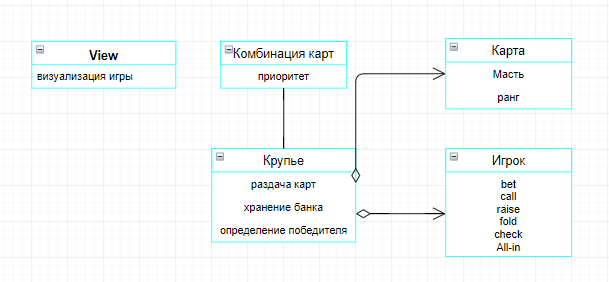 View
визуализация игры
Комбинация карт
приоритет
Карта
Масть
ранг
Крупье
раздача карт
хранение банка
определение победителя
Игрок
bet
call
raise
fold
check
All-in